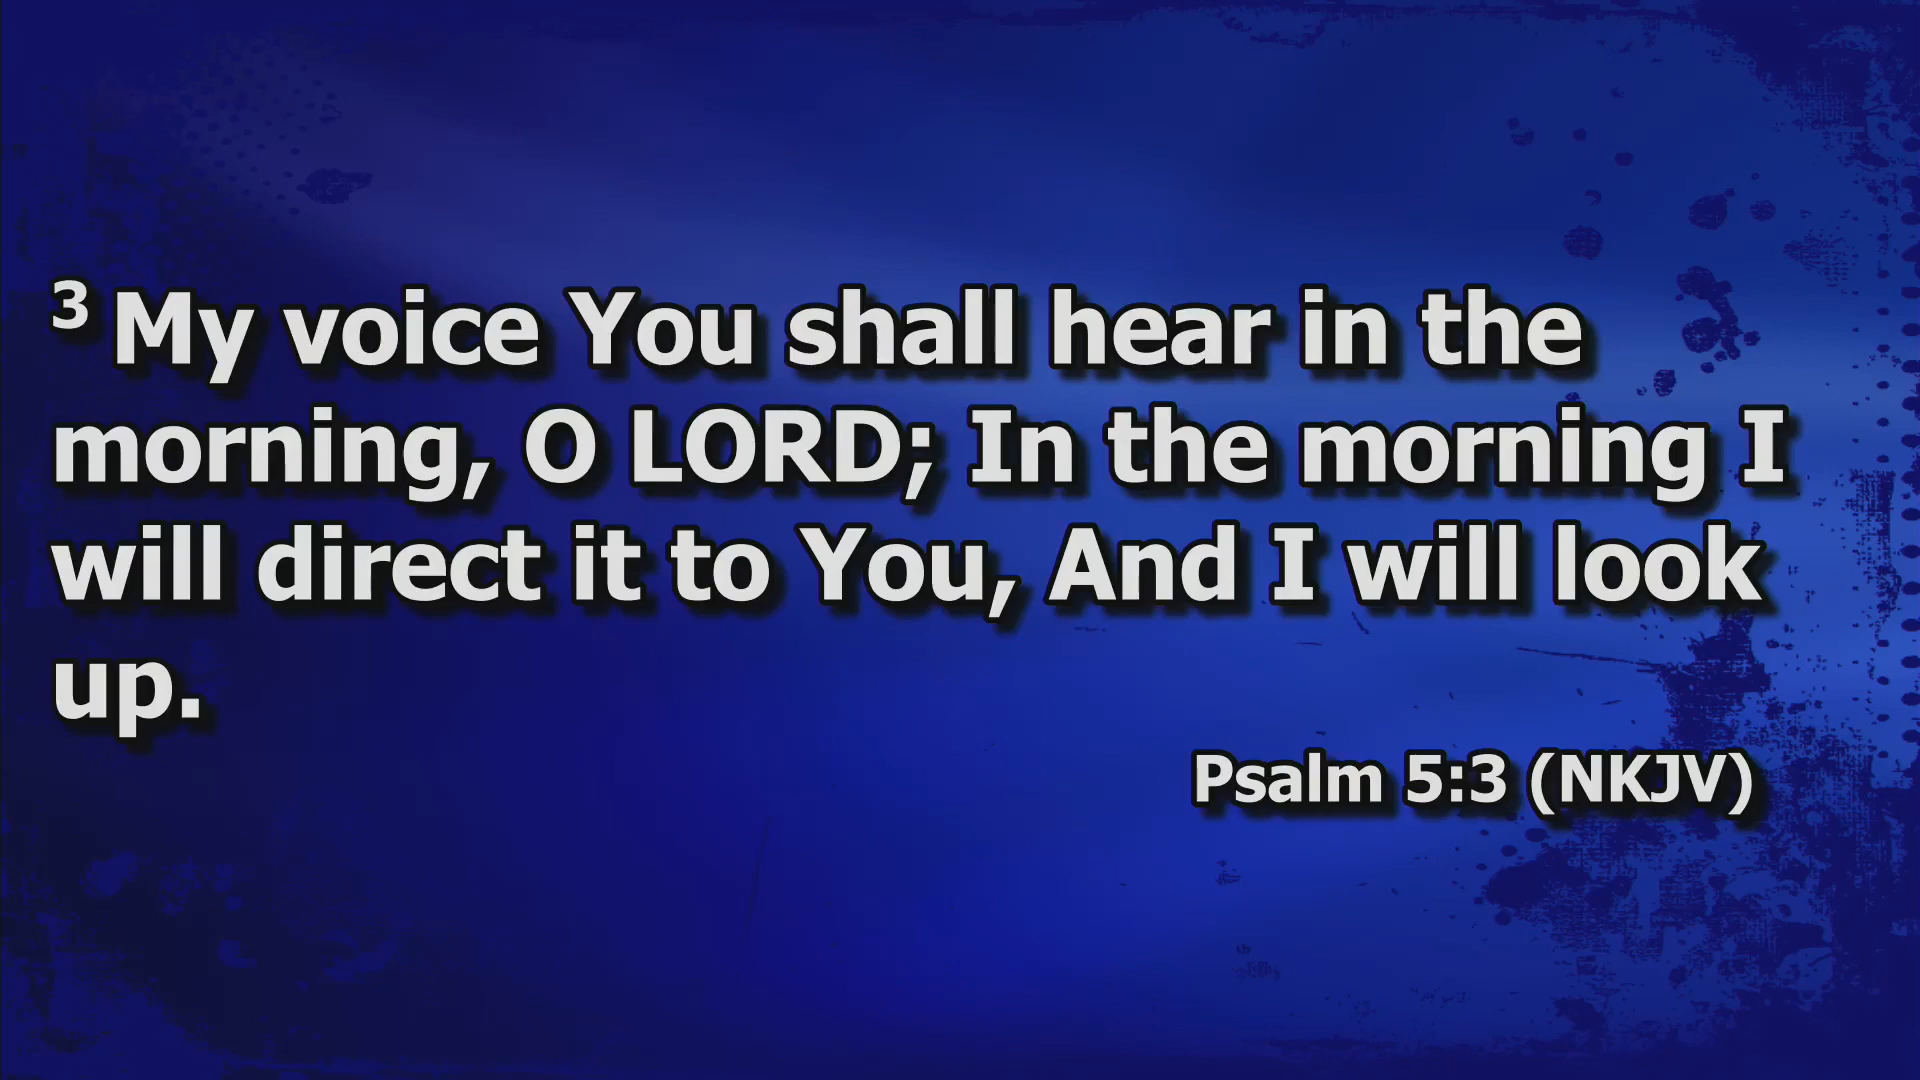 3 My voice You shall hear in the
morning, O LORD; In the morning I
will direct it to You, And I will look
up.
Psalm 5:3 (NKJV)